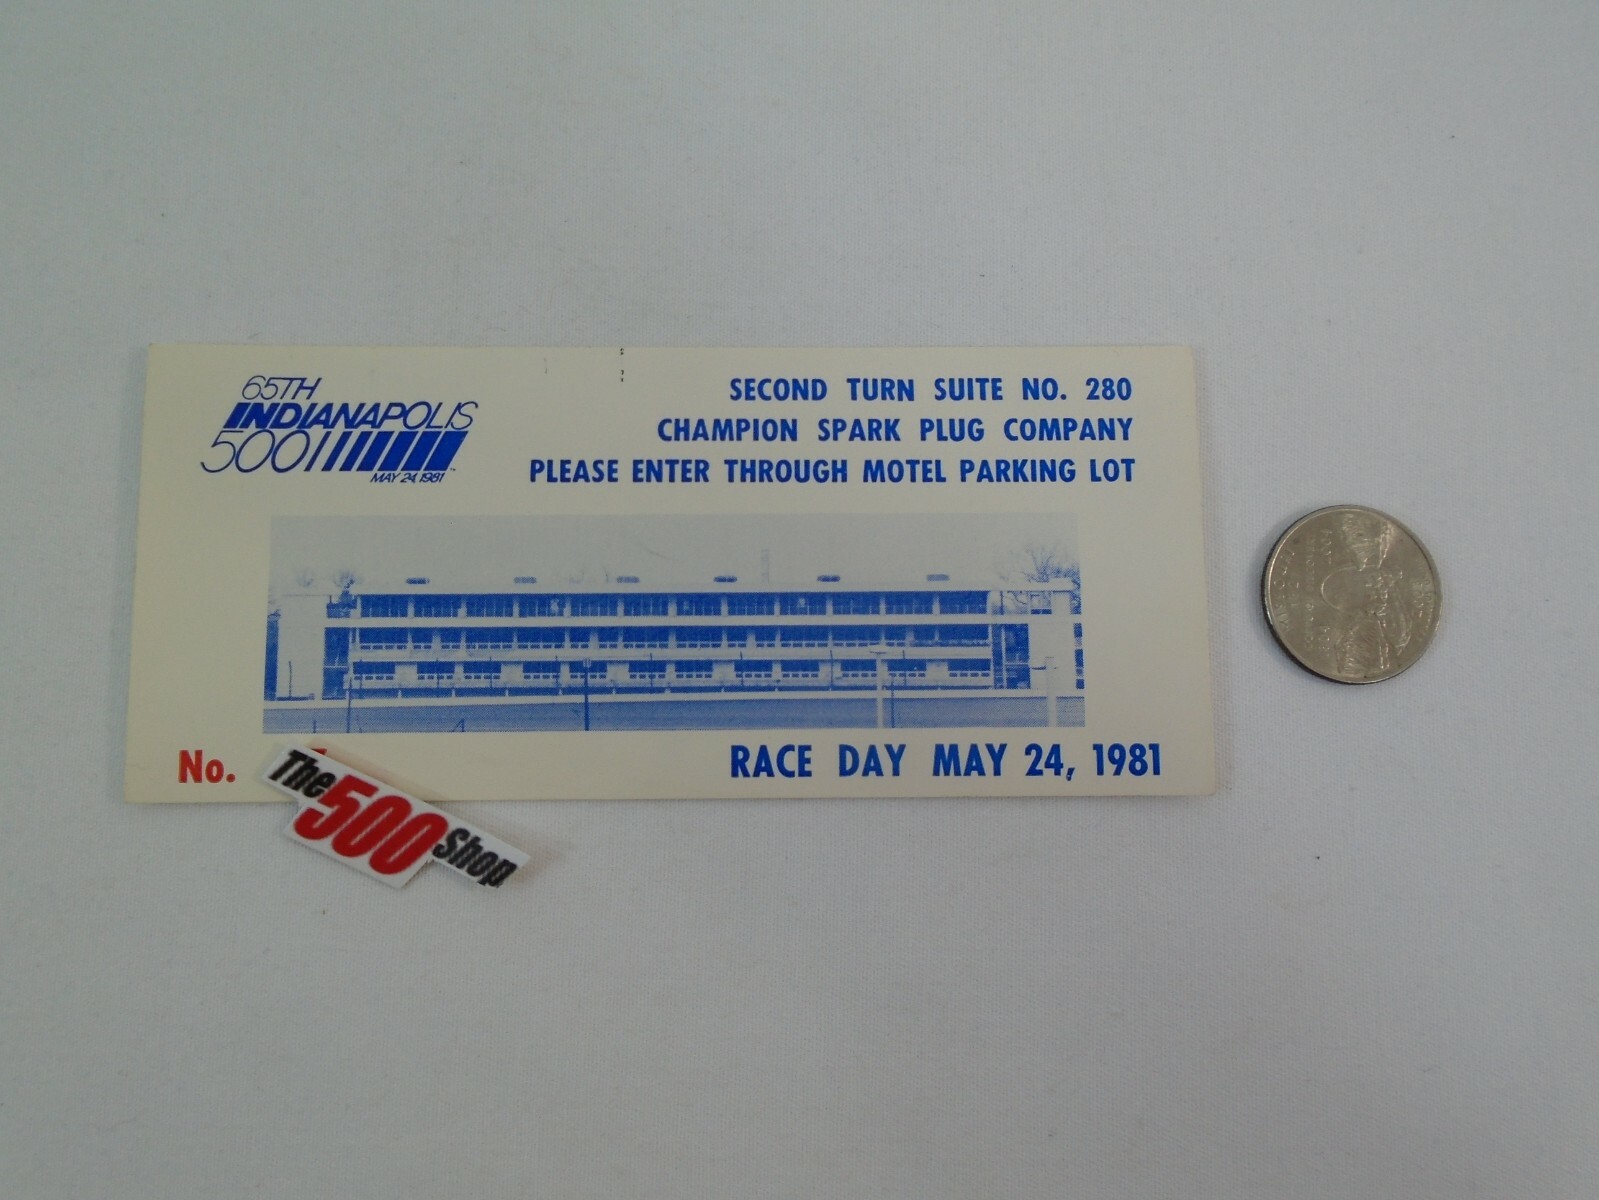 65TH
INDIANAPOLIS
500
MAY 24, 1981
SECOND TURN SUITE NO. 280
CHAMPION SPARK PLUG COMPANY
PLEASE ENTER THROUGH MOTEL PARKING LOT
No.
RACE DAY MAY 24, 1981
The
500
Shop